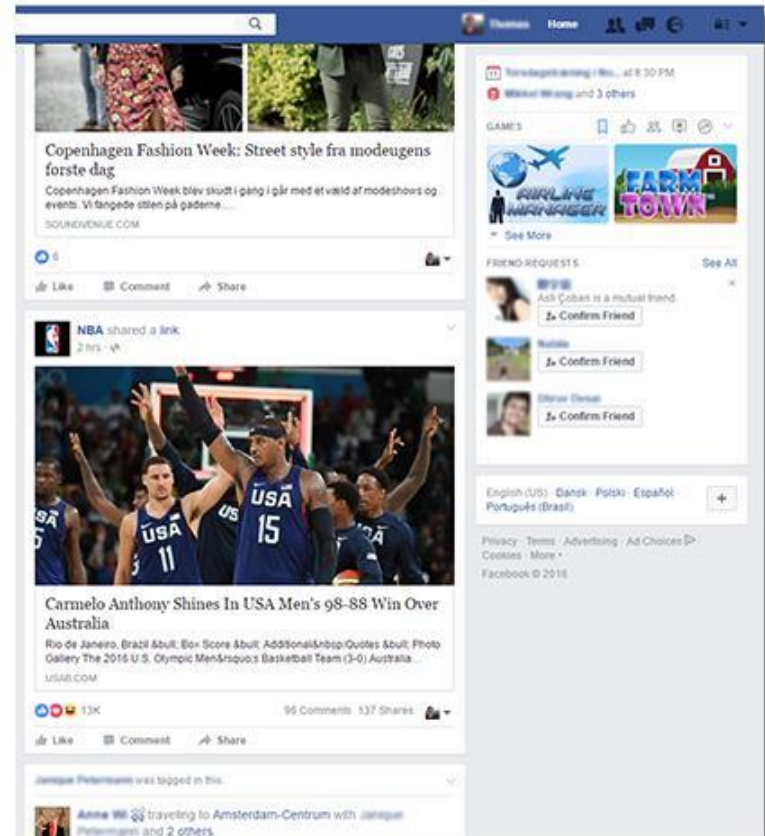 Home
at 8:30 PM
and 3 others
GAMES
AIRLINE
MANAGER
FARM
TOWN
See More
FRIEND REQUESTS See All
Asli Çoban is a mutual friend.
Confirm Friend
Confirm Friend
Confirm Friend
English (US) · Dansk · Polski · Español ·
Português (Brasil)
Privacy · Terms · Advertising · Ad Choices
Cookies · More
Facebook © 2016
Copenhagen Fashion Week: Street style fra modeugens
første dag
Copenhagen Fashion Week blev skudt i gang i går med et væld af modeshows og
events. Vi fangede stilen på gaderne....
SOUNDVENUE.COM
6
Like Comment Share
NBA shared a link.
2 hrs
USA
11
US
USA
15
Carmelo Anthony Shines In USA Men's 98-88 Win Over
Australia
Rio de Janeiro, Brazil &bull; Box Score &bull; Additional&nbsp;Quotes &bull; Photo
Gallery The 2016 U.S. Olympic Men&rsquo;s Basketball Team (3-0) Australia...
USAB.COM
13K 96 Comments 137 Shares
Like Comment Share
was tagged in this.
traveling to Amsterdam-Centrum with
and 2 others.